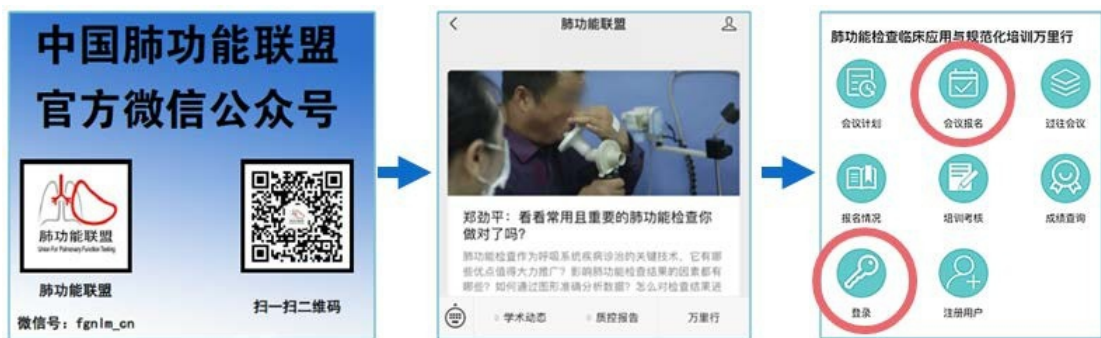 中国肺功能联盟
官方微信公众号
肺功能联盟
Union For Pulmonary Function Testing
肺功能联盟
微信号：fgnlm_cn
扫一扫二维码
肺功能联盟
郑劲平：看看常用且重要的肺功能检查你
做对了吗？
肺功能检查作为呼吸系统疾病诊治的关键技术，它有哪
些优点值得大力推广？影响肺功能检查结果的因素都有
哪些？如何通过图形准确分析数据？怎么对检查结果进
学术动态
质控报告
万里行
肺功能检查临床应用与规范化培训万里行
会议计划
会议报名
过往会议
报名情况
培训考核
成绩查询
登录
注册用户